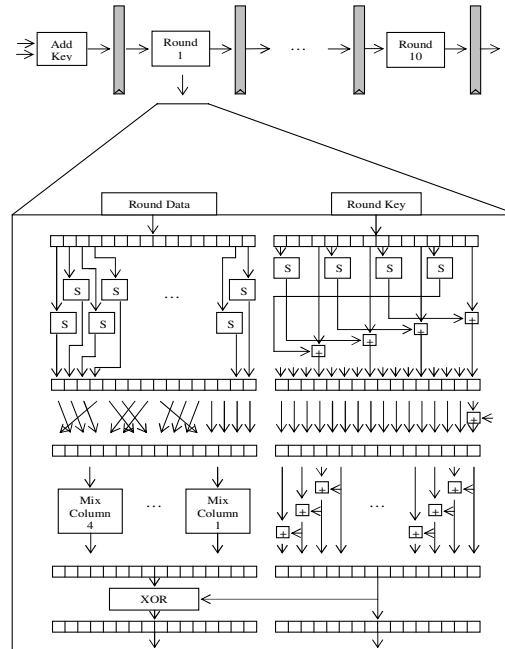 Add Key
Round 1
...
Round 10
Round Data
Round Key
S
S
...
S
S
S
S
S
S
S
S
+
+
+
+
+
Mix Column 4
...
Mix Column 1
+
+
...
+
+
+
+
XOR